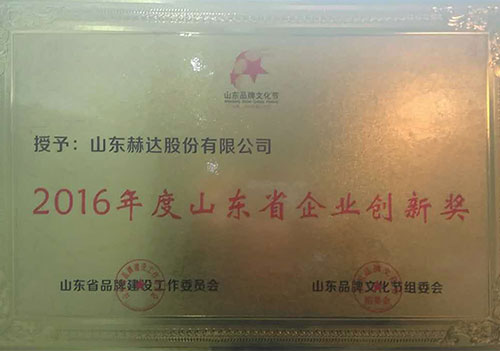 山东品牌文化节
授予：山东赫达股份有限公司
2016年度山东省企业创新奖
山东省品牌建设工作委员会
山东品牌文化节组委会